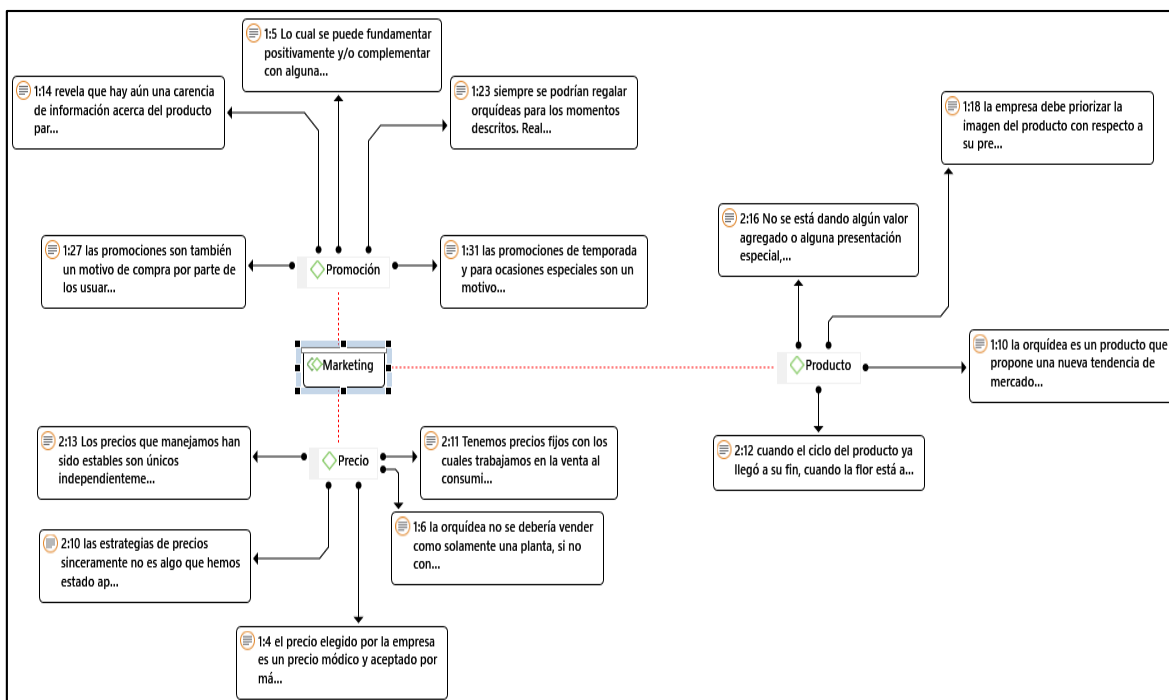 1:5 Lo cual se puede fundamentar
positivamente y/o complementar
con alguna...
1:14 revela que hay aún una carencia
de información acerca del producto
par...
1:23 siempre se podrían regalar
orquídeas para los momentos
descritos. Real...
1:18 la empresa debe priorizar la
imagen del producto con respecto a
su pre...
2:16 No se está dando algún valor
agregado o alguna presentación
especial,...
1:27 las promociones son también
un motivo de compra por parte de
los usuar...
Promoción
1:31 las promociones de temporada
y para ocasiones especiales son un
motivo...
Marketing
Producto
1:10 la orquídea es un producto que
propone una nueva tendencia de
mercado...
2:13 Los precios que manejamos han
sido estables son únicos
independienteme...
Precio
2:11 Tenemos precios fijos con los
cuales trabajamos en la venta al
consumi...
2:12 cuando el ciclo del producto ya
llegó a su fin, cuando la flor está a...
1:6 la orquídea no se debería vender
como solamente una planta, si no
con...
2:10 las estrategias de precios
sinceramente no es algo que hemos
estado ap...
1:4 el precio elegido por la empresa
es un precio módico y aceptado por
má...